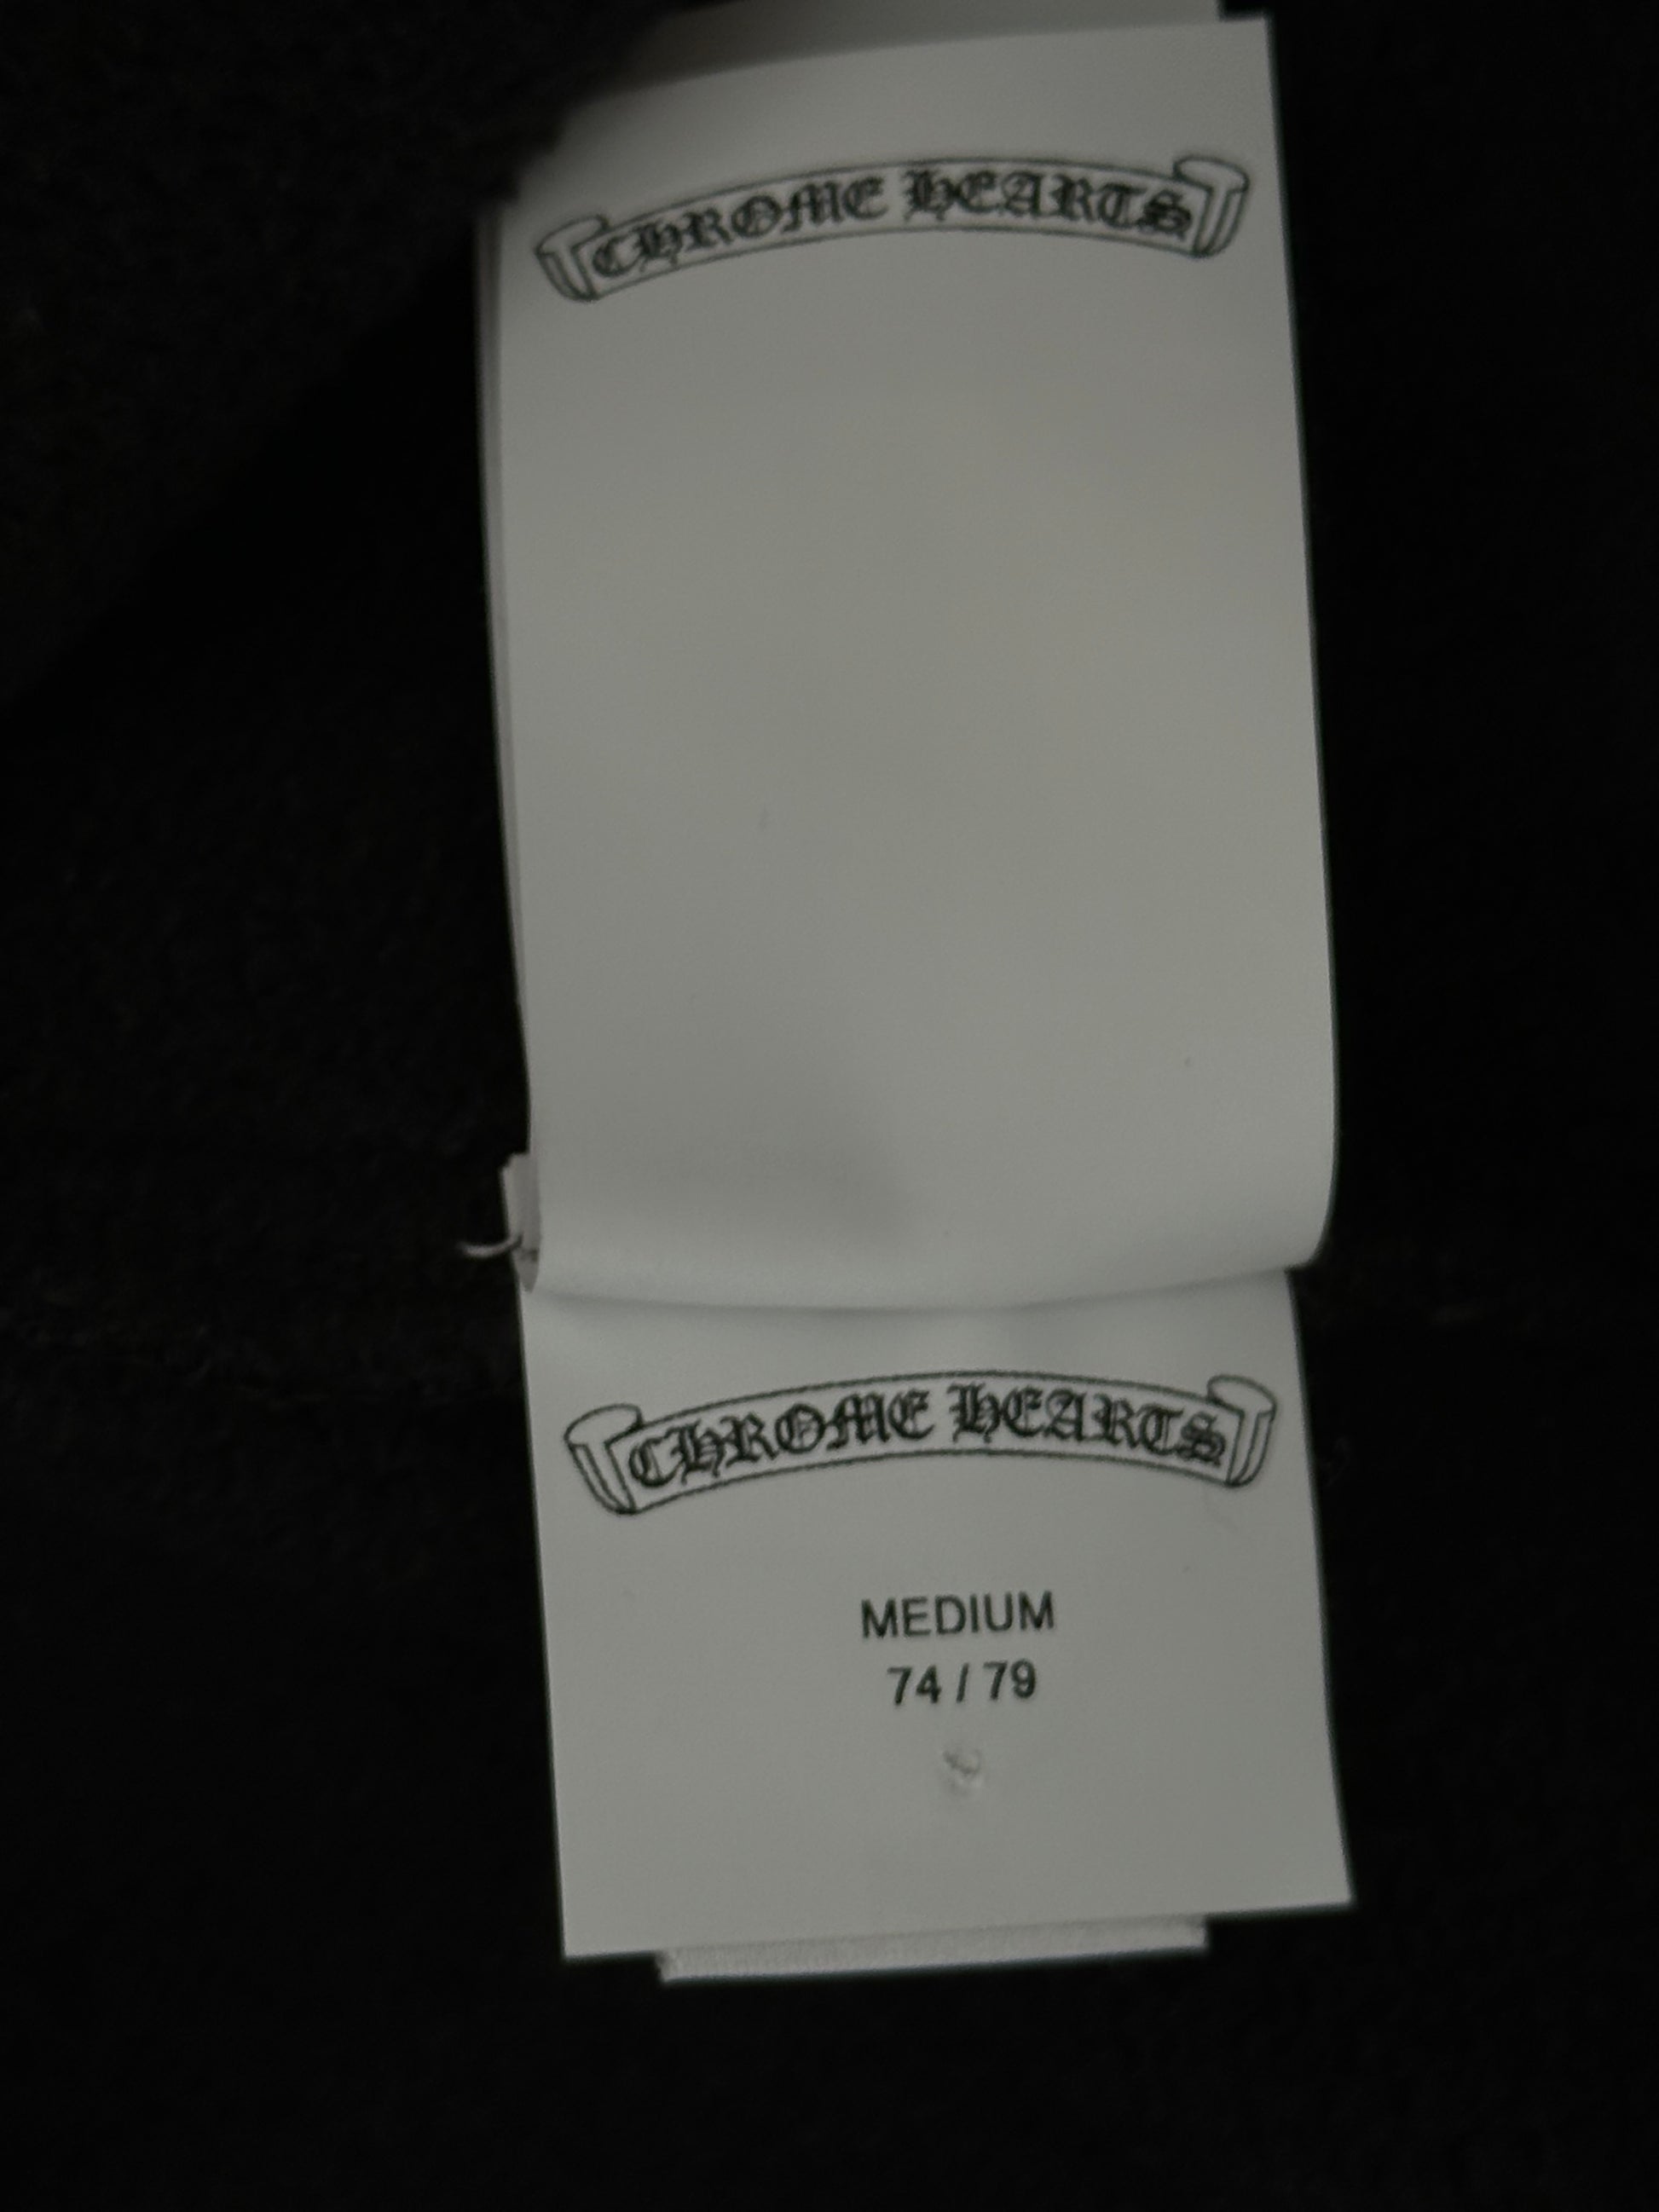 CHROME HEARTS
CHROME HEARTS
MEDIUM
74 / 79